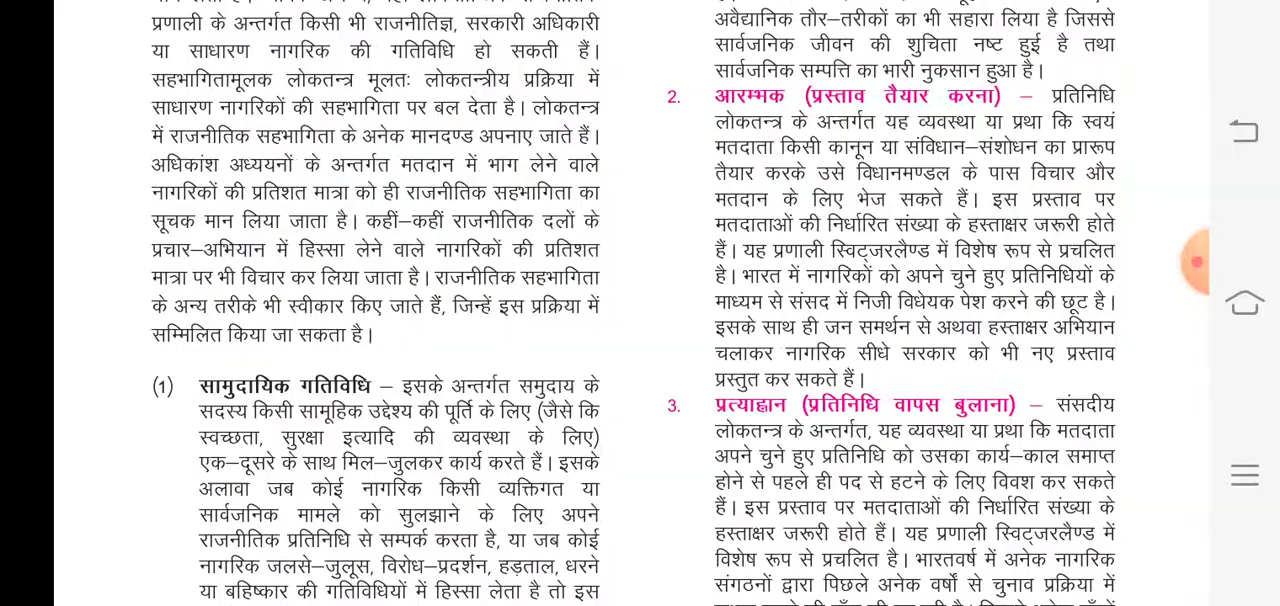 प्रणाली के अन्तर्गत किसी भी राजनीतिज्ञ, सरकारी अधिकारी
या साधारण नागरिक की गतिविधि हो सकती हैं।
सहभागितामूलक लोकतन्त्र मूलतः लोकतन्त्रीय प्रक्रिया में
साधारण नागरिकों की सहभागिता पर बल देता है। लोकतन्त्र
में राजनीतिक सहभागिता के अनेक मानदण्ड अपनाए जाते हैं।
अधिकांश अध्ययनों के अन्तर्गत मतदान में भाग लेने वाले
नागरिकों की प्रतिशत मात्रा को ही राजनीतिक सहभागिता का
सूचक मान लिया जाता है। कहीं–कहीं राजनीतिक दलों के
प्रचार–अभियान में हिस्सा लेने वाले नागरिकों की प्रतिशत
मात्रा पर भी विचार कर लिया जाता है। राजनीतिक सहभागिता
के अन्य तरीके भी स्वीकार किए जाते हैं, जिन्हें इस प्रक्रिया में
सम्मिलित किया जा सकता है।
(1) सामुदायिक गतिविधि – इसके अन्तर्गत समुदाय के
सदस्य किसी सामूहिक उद्देश्य की पूर्ति के लिए (जैसे कि
स्वच्छता, सुरक्षा इत्यादि की व्यवस्था के लिए)
एक–दूसरे के साथ मिल–जुलकर कार्य करते हैं। इसके
अलावा जब कोई नागरिक किसी व्यक्तिगत या
सार्वजनिक मामले को सुलझाने के लिए अपने
राजनीतिक प्रतिनिधि से सम्पर्क करता है, या जब कोई
नागरिक जलसे–जुलूस, विरोध–प्रदर्शन, हड़ताल, धरने
या बहिष्कार की गतिविधियों में हिस्सा लेता है तो इस
अवैद्यानिक तौर–तरीकों का भी सहारा लिया है जिससे
सार्वजनिक जीवन की शुचिता नष्ट हुई है तथा
सार्वजनिक सम्पत्ति का भारी नुकसान हुआ है।
2. आरम्भक (प्रस्ताव तैयार करना) – प्रतिनिधि
लोकतन्त्र के अन्तर्गत यह व्यवस्था या प्रथा कि स्वयं
मतदाता किसी कानून या संविधान–संशोधन का प्रारूप
तैयार करके उसे विधानमण्डल के पास विचार और
मतदान के लिए भेज सकते हैं। इस प्रस्ताव पर
मतदाताओं की निर्धारित संख्या के हस्ताक्षर जरूरी होते
हैं। यह प्रणाली स्विट्जरलैण्ड में विशेष रूप से प्रचलित
है। भारत में नागरिकों को अपने चुने हुए प्रतिनिधियों के
माध्यम से संसद में निजी विधेयक पेश करने की छूट है।
इसके साथ ही जन समर्थन से अथवा हस्ताक्षर अभियान
चलाकर नागरिक सीधे सरकार को भी नए प्रस्ताव
प्रस्तुत कर सकते हैं।
3. प्रत्याह्वान (प्रतिनिधि वापस बुलाना) – संसदीय
लोकतन्त्र के अन्तर्गत, यह व्यवस्था या प्रथा कि मतदाता
अपने चुने हुए प्रतिनिधि को उसका कार्य–काल समाप्त
होने से पहले ही पद से हटने के लिए विवश कर सकते
हैं। इस प्रस्ताव पर मतदाताओं की निर्धारित संख्या के
हस्ताक्षर जरूरी होते हैं। यह प्रणाली स्विट्जरलैण्ड में
विशेष रूप से प्रचलित है। भारतवर्ष में अनेक नागरिक
संगठनों द्वारा पिछले अनेक वर्षों से चुनाव प्रक्रिया में